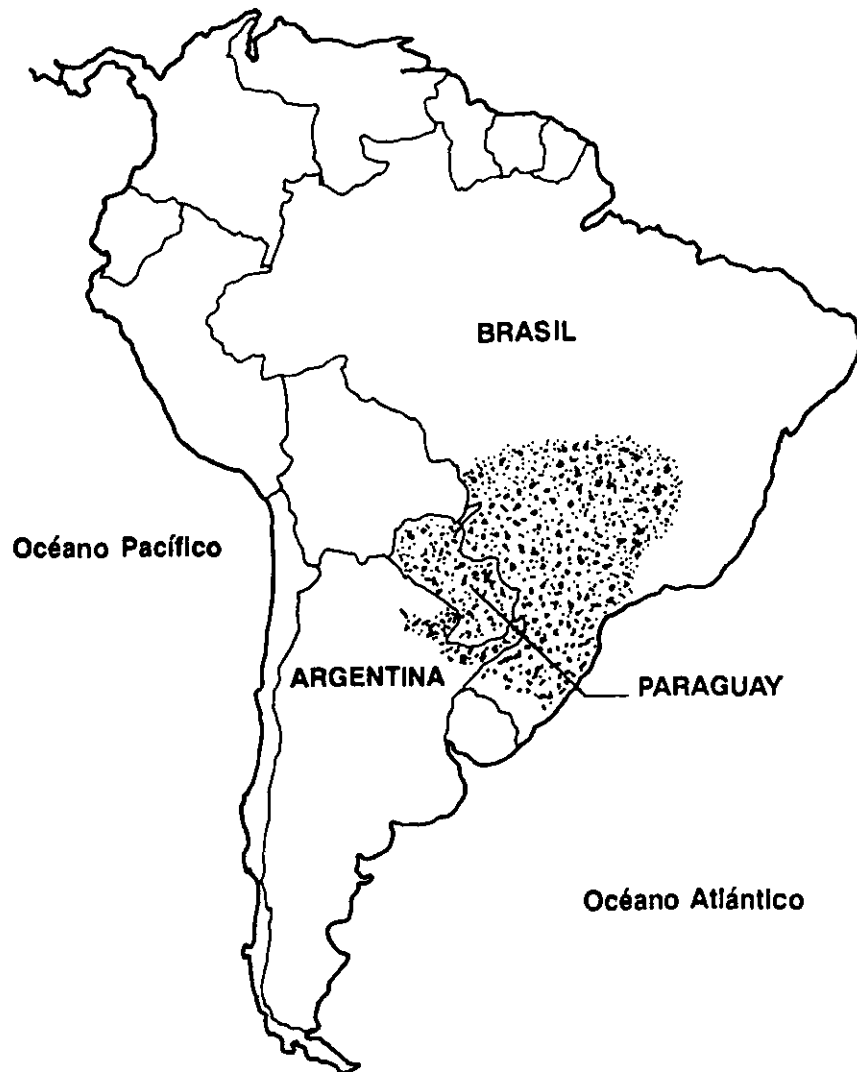 BRASIL
Océano Pacífico
ARGENTINA
PARAGUAY
Océano Atlántico